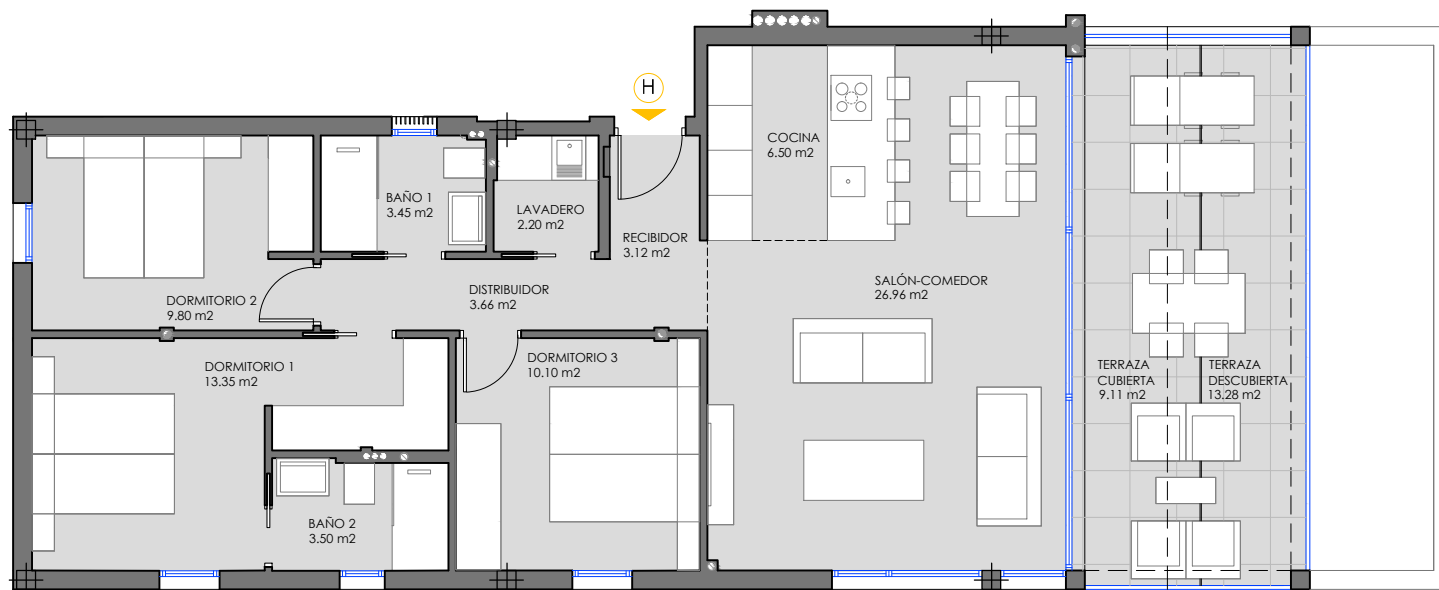 H
COCINA
6.50 m2
BAÑO 1
3.45 m2
LAVADERO
2.20 m2
RECIBIDOR
3.12 m2
DORMITORIO 2
9.80 m2
DISTRIBUIDOR
3.66 m2
SALÓN-COMEDOR
26.96 m2
DORMITORIO 1
13.35 m2
DORMITORIO 3
10.10 m2
TERRAZA
CUBIERTA
9.11 m2
TERRAZA
DESCUBIERTA
13.28 m2
BAÑO 2
3.50 m2